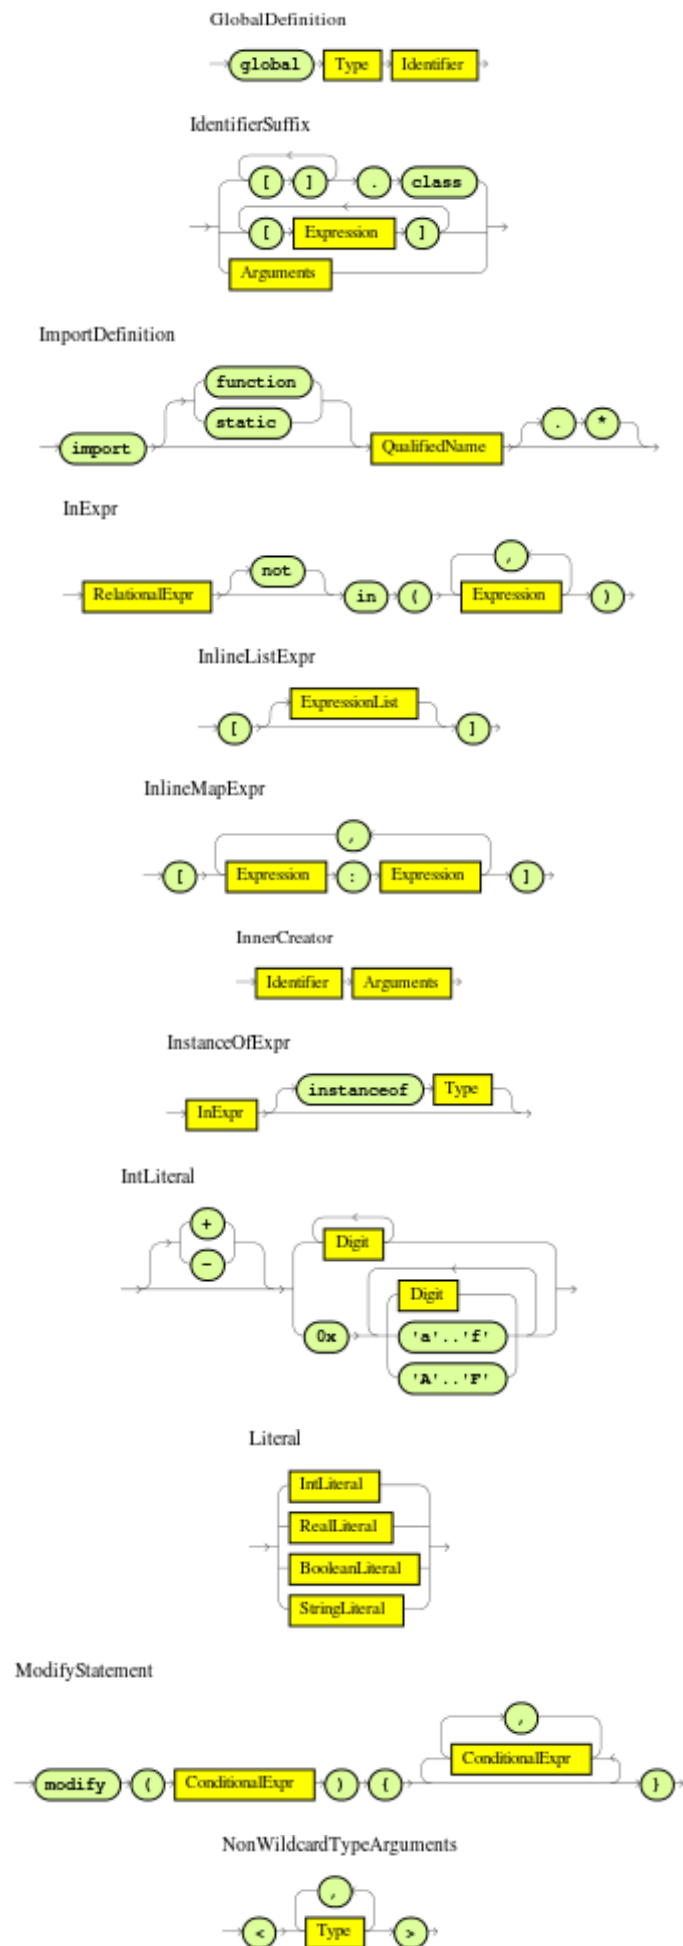 GlobalDefinition
global Type Identifier
IdentifierSuffix
[ ] . class
[ Expression ]
Arguments
ImportDefinition
function
static
import QualifiedName . *
InExpr
,
not
RelationalExpr in ( Expression )
InlineListExpr
ExpressionList
[ ]
InlineMapExpr
,
[ Expression : Expression ]
InnerCreator
Identifier Arguments
InstanceOfExpr
instanceof Type
InExpr
IntLiteral
+
Digit
-
Digit
0x 'a'..'f'
'A'..'F'
Literal
IntLiteral
RealLiteral
BooleanLiteral
StringLiteral
ModifyStatement
,
ConditionalExpr
modify ( ConditionalExpr ) { }
NonWildcardTypeArguments
,
< Type >